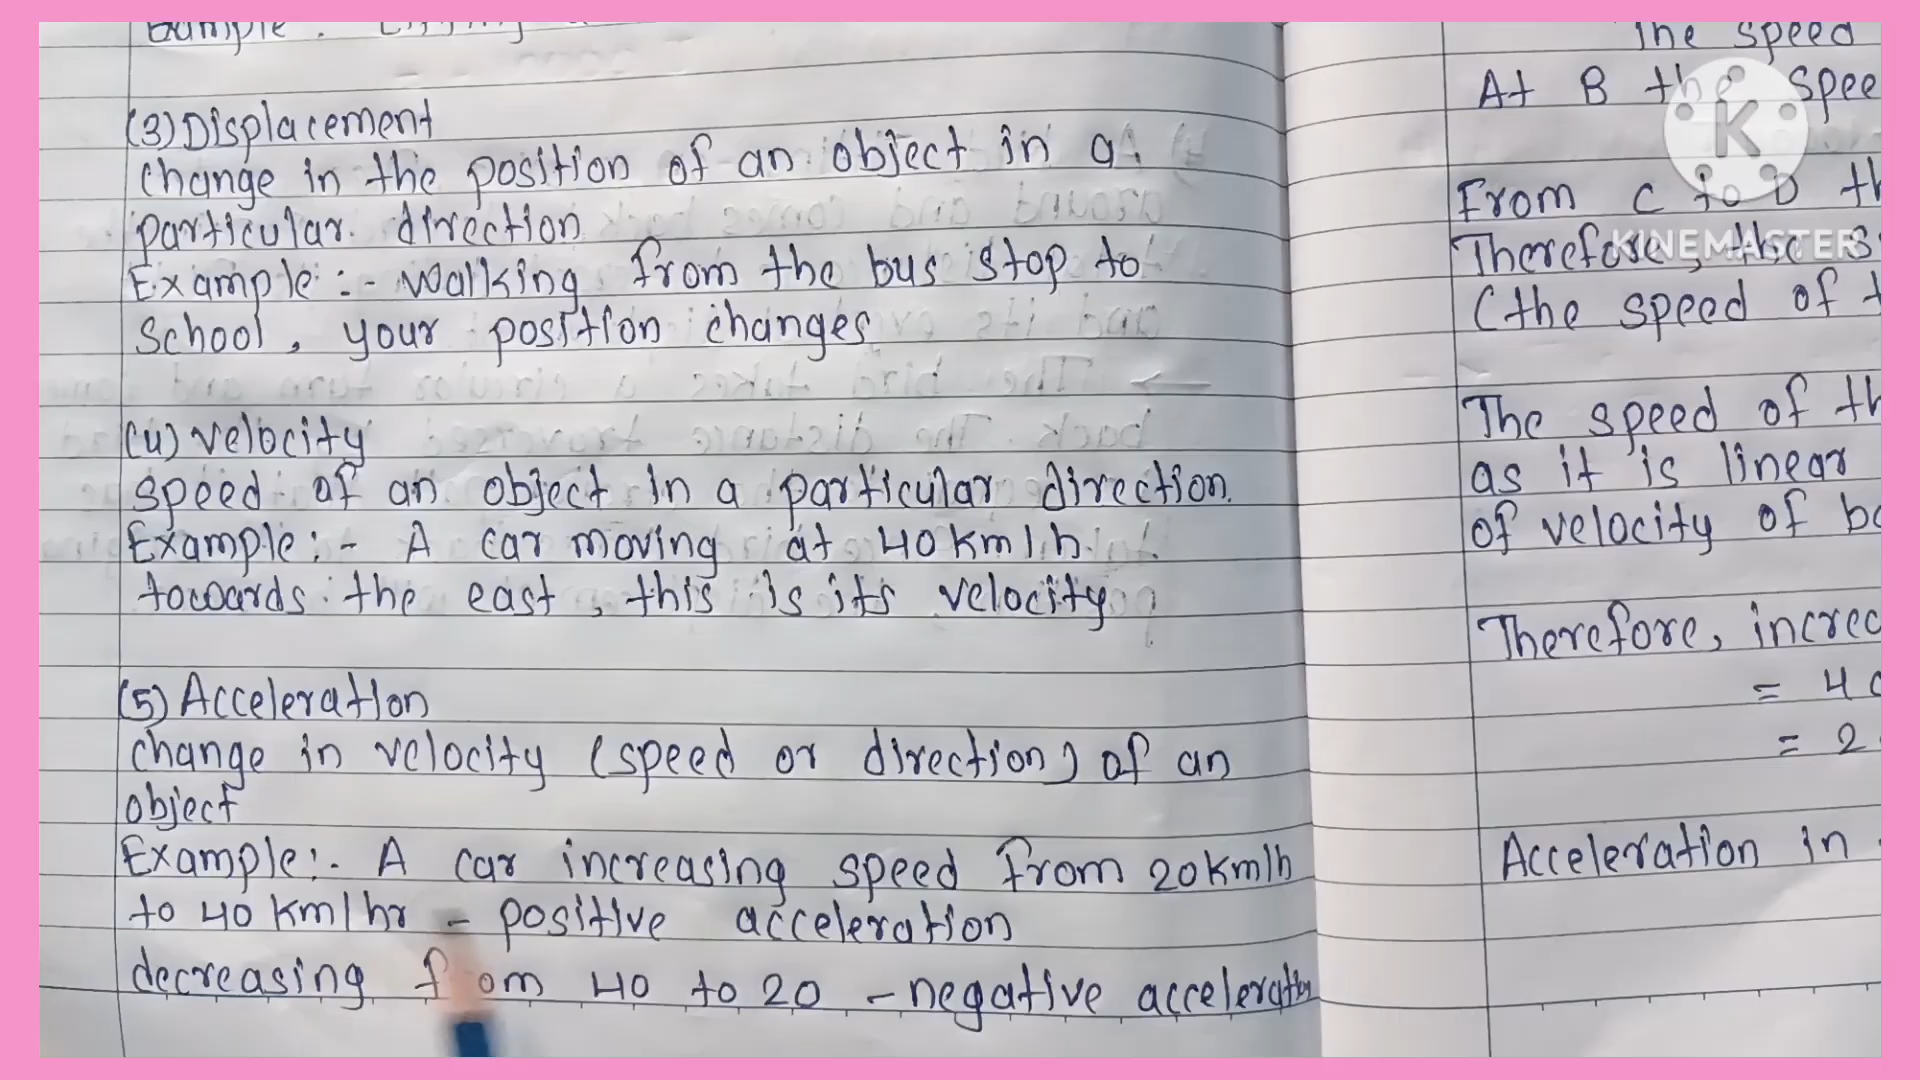 (3) Displacement
change in the position of an object in a
particular direction
Example :- walking from the bus stop to
school, your position changes
(4) velocity
speed of an object in a particular direction.
Example :- A car moving at 40 km/h
towards the east, this is its velocity
(5) Acceleration
change in velocity (speed or direction) of an
object
Example :- A car increasing speed from 20 km/h
to 40 km/hr - positive acceleration
decreasing from 40 to 20 - negative acceleration
The speed
At B the spee
From C to D th
Therefore, the s
(the speed of t
The speed of th
as it is linear
of velocity of bo
Therefore, increa
= 40
= 2
Acceleration in
K
KINEMASTER